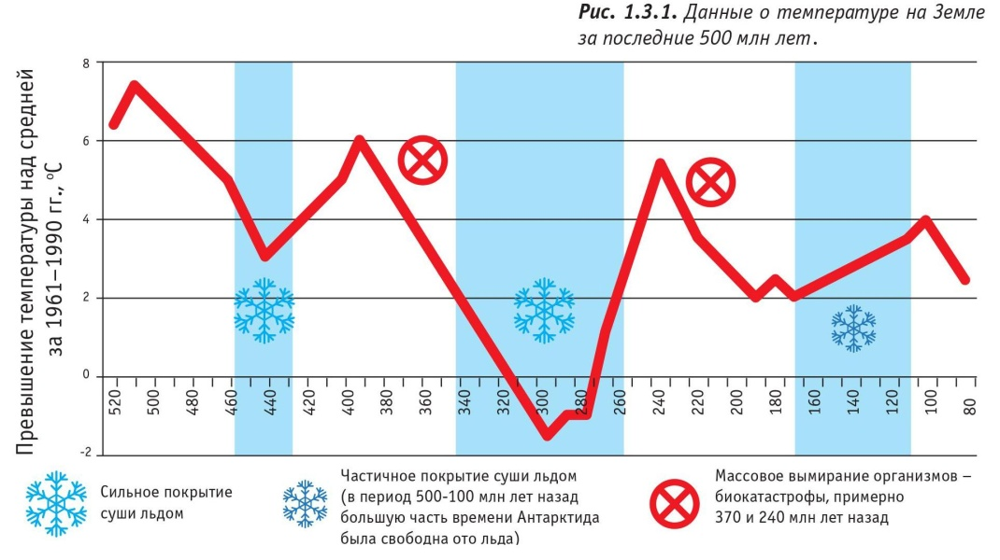 Рис. 1.3.1. Данные о температуре на Земле
за последние 500 млн лет.
Превышение температуры над средней
за 1961–1990 гг., °C
8
6
4
2
0
-2
520
500
480
460
440
420
400
380
360
340
320
300
280
260
240
220
200
180
160
140
120
100
80
Сильное покрытие
суши льдом
Частичное покрытие суши льдом
(в период 500-100 млн лет назад
большую часть времени Антарктида
была свободна ото льда)
Массовое вымирание организмов –
биокатастрофы, примерно
370 и 240 млн лет назад